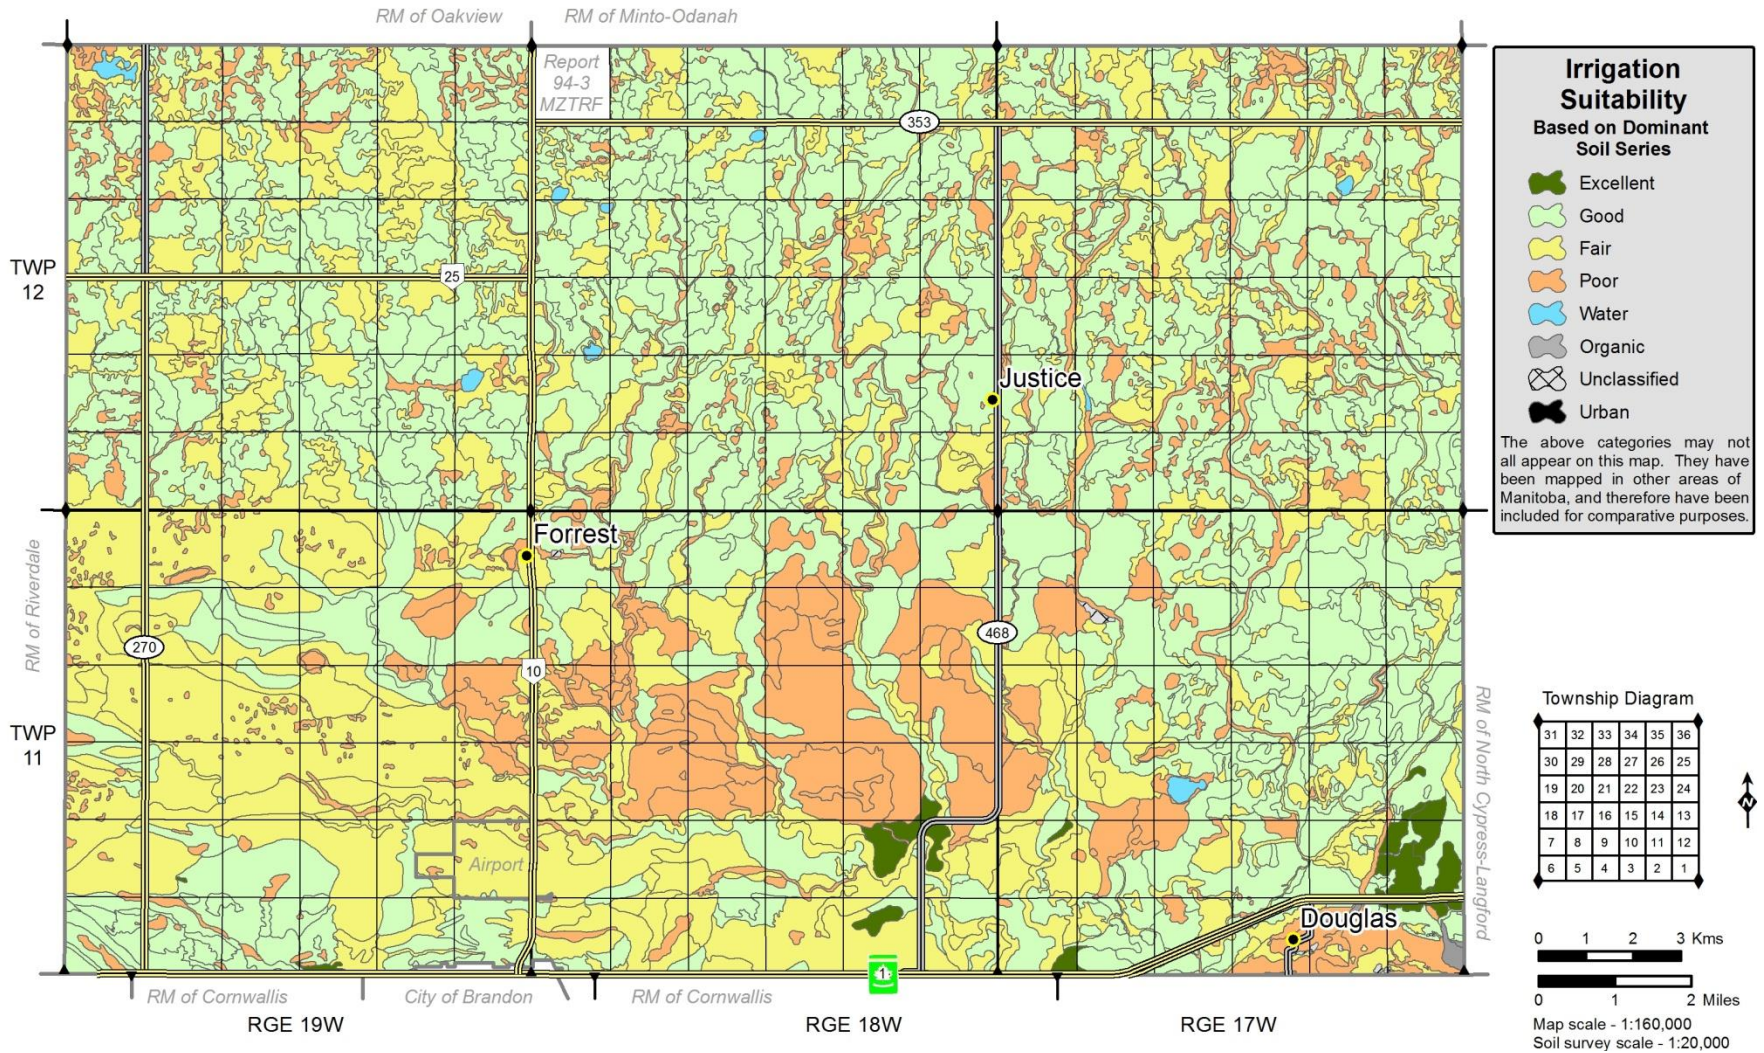 RM of Oakview
RM of Minto-Odanah
Report
94-3
MZTRF
353
TWP
12
25
Justice
Forrest
RM of Riverdale
270
468
10
TWP
11
Airport
Douglas
1
RM of North Cypress-Langford
RM of Cornwallis
City of Brandon
RM of Cornwallis
RGE 19W
RGE 18W
RGE 17W
Irrigation
Suitability
Based on Dominant
Soil Series
Excellent
Good
Fair
Poor
Water
Organic
Unclassified
Urban
The above categories may not
all appear on this map. They have
been mapped in other areas of
Manitoba, and therefore have been
included for comparative purposes.
Township Diagram
31 32 33 34 35 36
30 29 28 27 26 25
19 20 21 22 23 24
18 17 16 15 14 13
7 8 9 10 11 12
6 5 4 3 2 1
N
0 1 2 3 Kms
0 1 2 Miles
Map scale - 1:160,000
Soil survey scale - 1:20,000